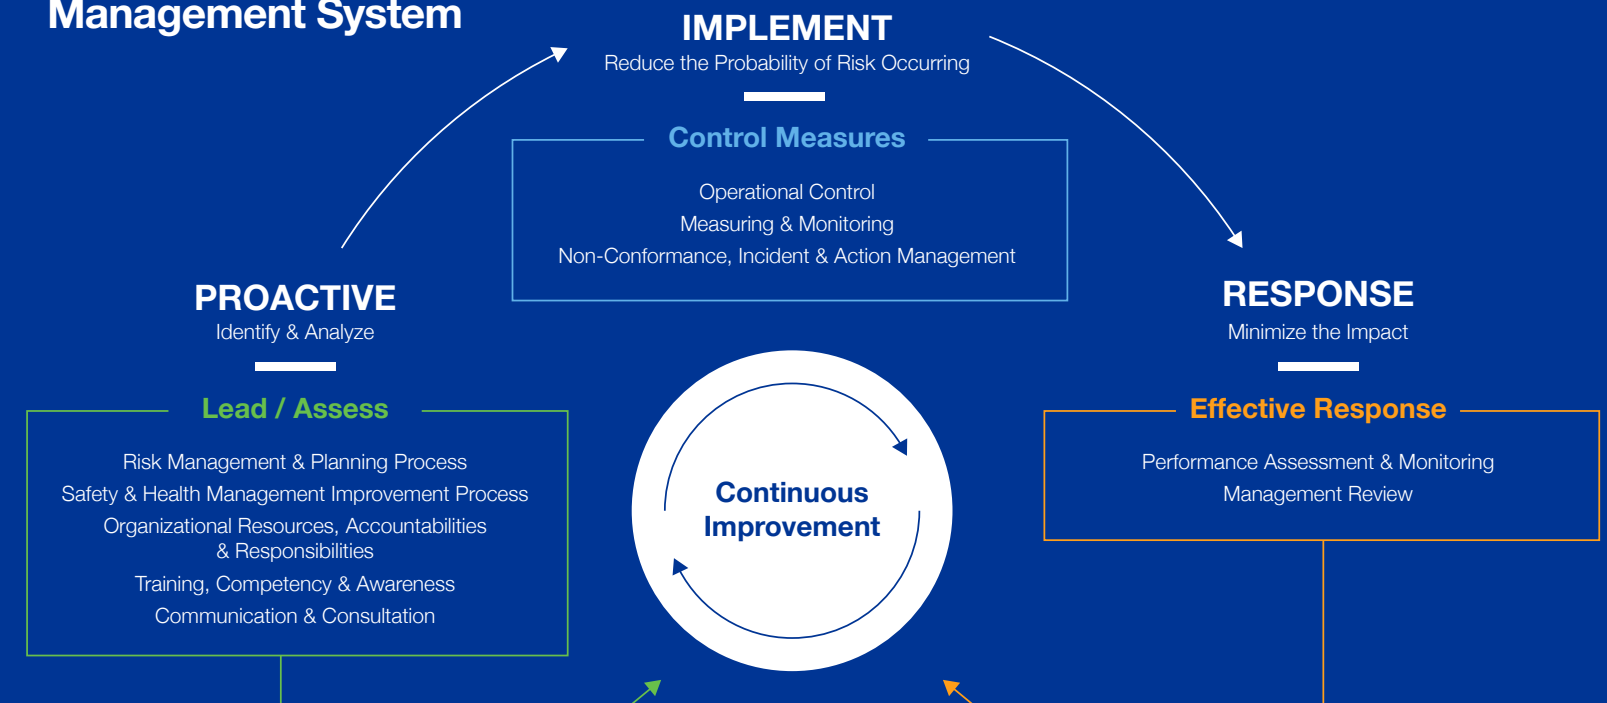 Management System
IMPLEMENT
Reduce the Probability of Risk Occurring
Control Measures
Operational Control
Measuring & Monitoring
Non-Conformance, Incident & Action Management
PROACTIVE
Identify & Analyze
Lead / Assess
Risk Management & Planning Process
Safety & Health Management Improvement Process
Organizational Resources, Accountabilities
& Responsibilities
Training, Competency & Awareness
Communication & Consultation
Continuous
Improvement
RESPONSE
Minimize the Impact
Effective Response
Performance Assessment & Monitoring
Management Review